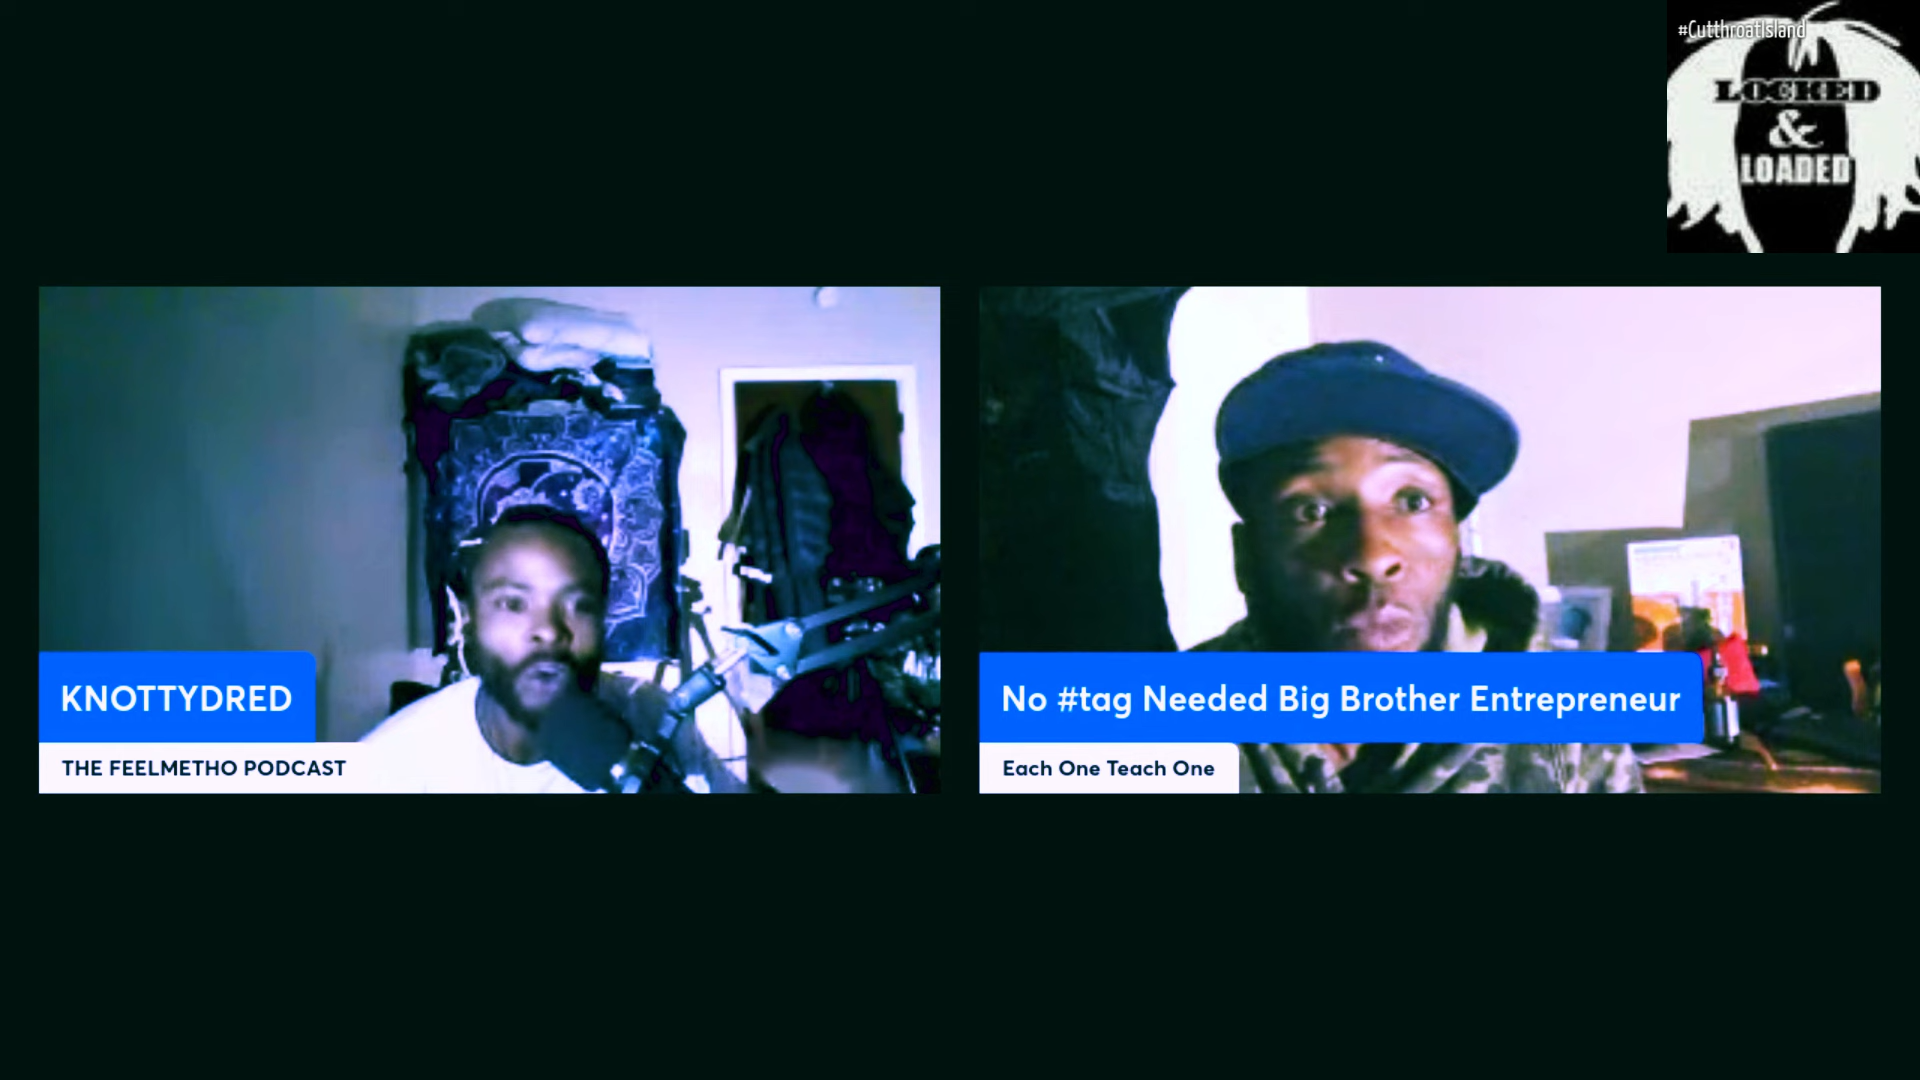 #CutthroatIsland
LOCKED
&
LOADED
KNOTTYDRED
THE FEELMETHO PODCAST
No #tag Needed Big Brother Entrepreneur
Each One Teach One